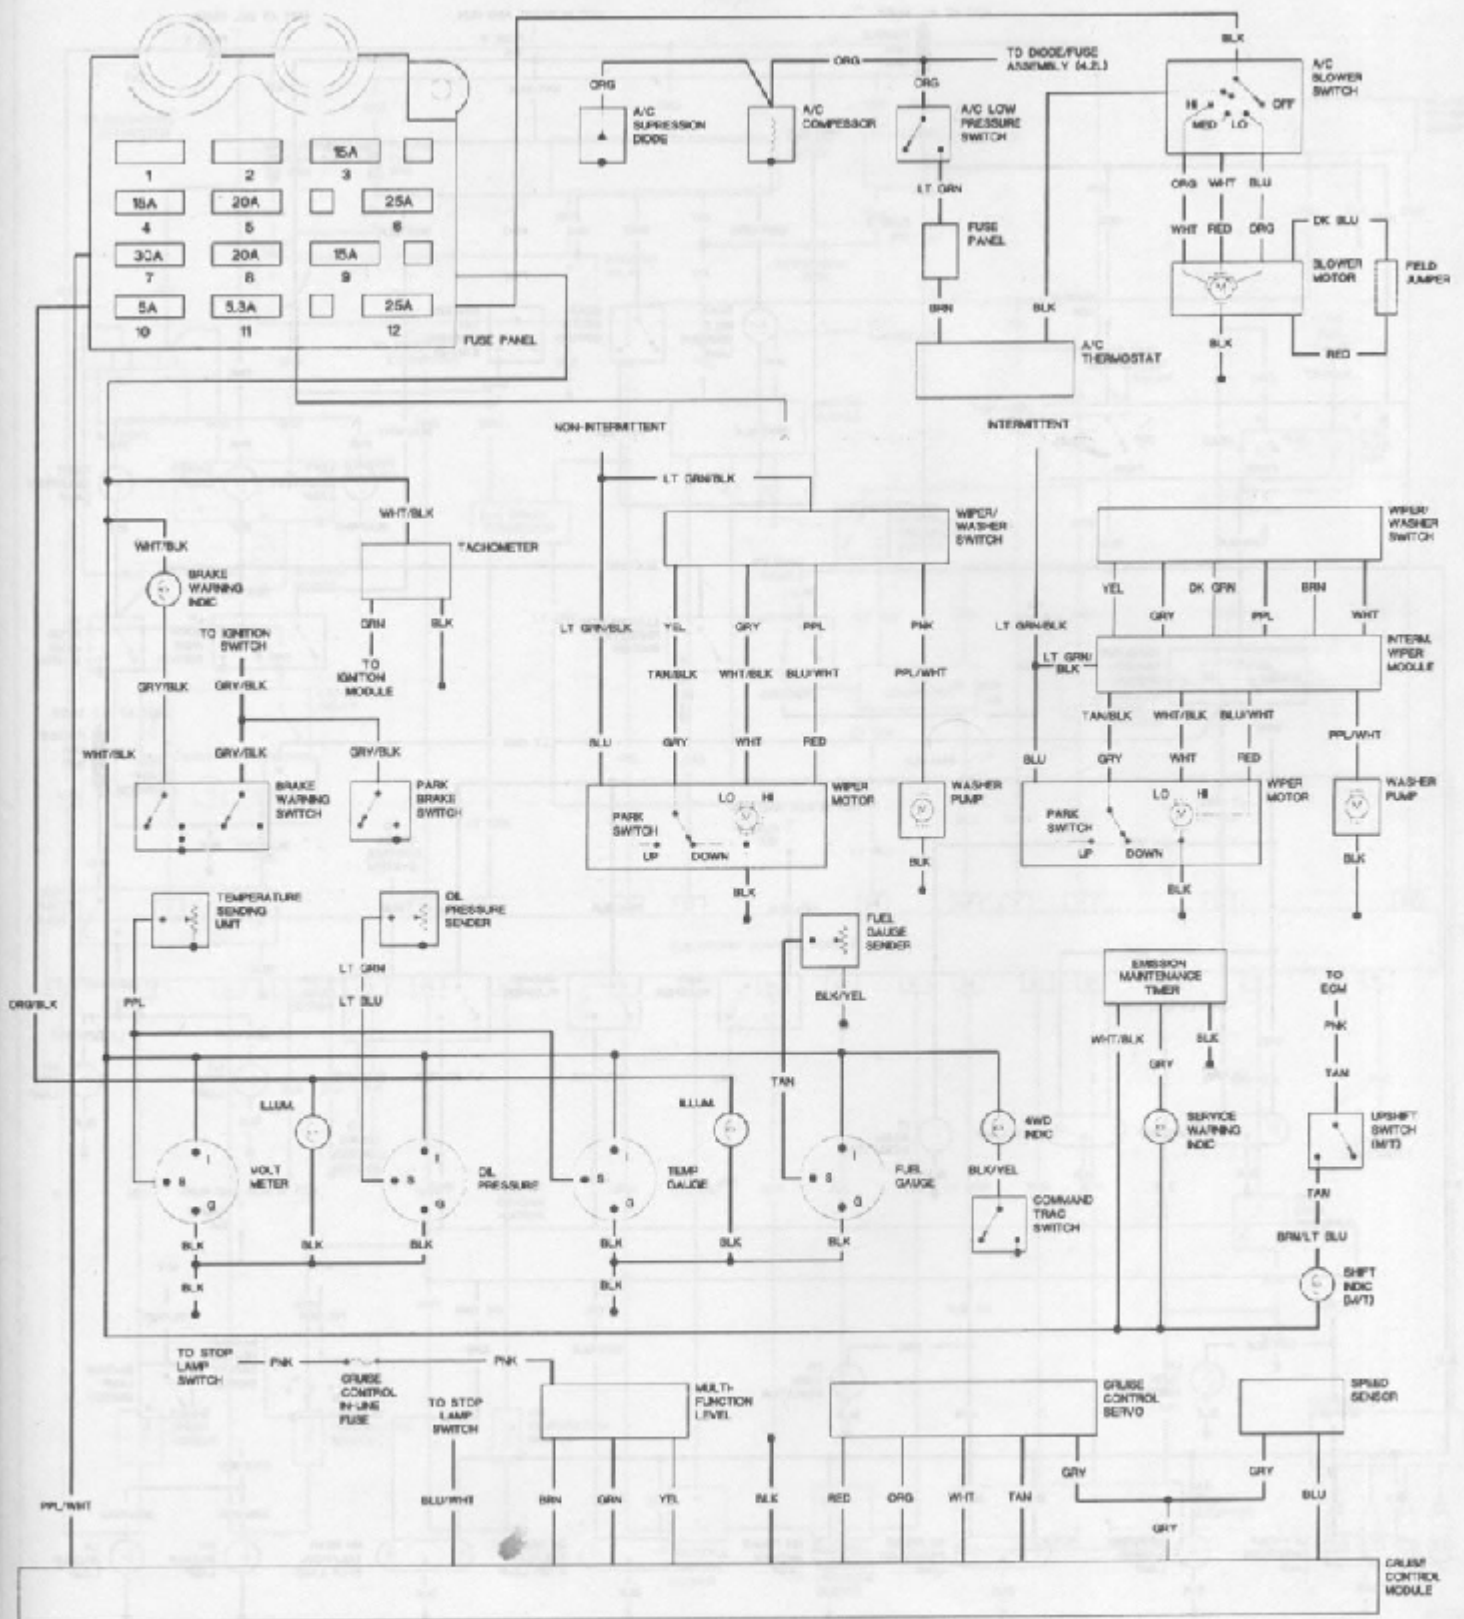 BLK
ORG
TO DIODE/FUSE
ASSEMBLY (4.2L)
A/C
BLOWER
SWITCH
ORG
ORG
HI
OFF
MED
LO
A/C
SUPRESSION
DIODE
A/C
COMPESSOR
A/C LOW
PRESSURE
SWITCH
15A
1
2
3
LT GRN
ORG
WHT
BLU
15A
20A
25A
4
5
6
FUSE
PANEL
WHT
RED
ORG
DK BLU
30A
20A
15A
7
8
9
BLOWER
MOTOR
FIELD
JUMPER
M
5A
5.3A
25A
10
11
12
BRN
BLK
FUSE PANEL
BLK
A/C
THERMOSTAT
RED
NON-INTERMITTENT
INTERMITTENT
LT GRN/BLK
WHT/BLK
WIPER/
WASHER
SWITCH
WIPER/
WASHER
SWITCH
WHT/BLK
TACHOMETER
BRAKE
WARNING
INDIC
YEL
DK GRN
BRN
GRY
PPL
WHT
TO IGNITION
SWITCH
GRN
BLK
LT GRN/BLK
YEL
GRY
PPL
PNK
LT GRN/BLK
INTERM.
WIPER
MODULE
TO
IGNITION
MODULE
LT GRN/
BLK
GRY/BLK
GRY/BLK
TAN/BLK
WHT/BLK
BLU/WHT
PPL/WHT
TAN/BLK
WHT/BLK
BLU/WHT
PPL/WHT
WHT/BLK
GRY/BLK
GRY/BLK
BLU
GRY
WHT
RED
BLU
GRY
WHT
RED
BRAKE
WARNING
SWITCH
PARK
BRAKE
SWITCH
LO
HI
WIPER
MOTOR
WASHER
PUMP
LO
HI
WIPER
MOTOR
WASHER
PUMP
PARK
SWITCH
M
M
UP
DOWN
PARK
SWITCH
M
M
UP
DOWN
BLK
BLK
BLK
BLK
TEMPERATURE
SENDING
UNIT
OIL
PRESSURE
SENDER
FUEL
GAUGE
SENDER
EMISSION
MAINTENANCE
TIMER
TO
ECM
LT GRN
LT BLU
ORG/BLK
PPL
BLK/YEL
PNK
WHT/BLK
BLK
GRY
TAN
TAN
ILLUM.
ILLUM.
4WD
INDIC
SERVICE
WARNING
INDIC
UPSHIFT
SWITCH
(M/T)
I
I
I
I
VOLT
METER
OIL
PRESSURE
TEMP
GAUGE
FUEL
GAUGE
BLK/YEL
S
S
S
S
G
G
G
G
COMMAND
TRAC
SWITCH
TAN
BRN/LT BLU
BLK
BLK
BLK
BLK
BLK
BLK
BLK
BLK
SHIFT
INDIC
(M/T)
TO STOP
LAMP
SWITCH
PNK
PNK
CRUISE
CONTROL
IN-LINE
FUSE
TO STOP
LAMP
SWITCH
MULTI-
FUNCTION
LEVEL
CRUISE
CONTROL
SERVO
SPEED
SENSOR
GRY
GRY
PPL/WHT
BLU/WHT
BRN
GRN
YEL
BLK
RED
ORG
WHT
TAN
BLU
GRY
CRUISE
CONTROL
MODULE